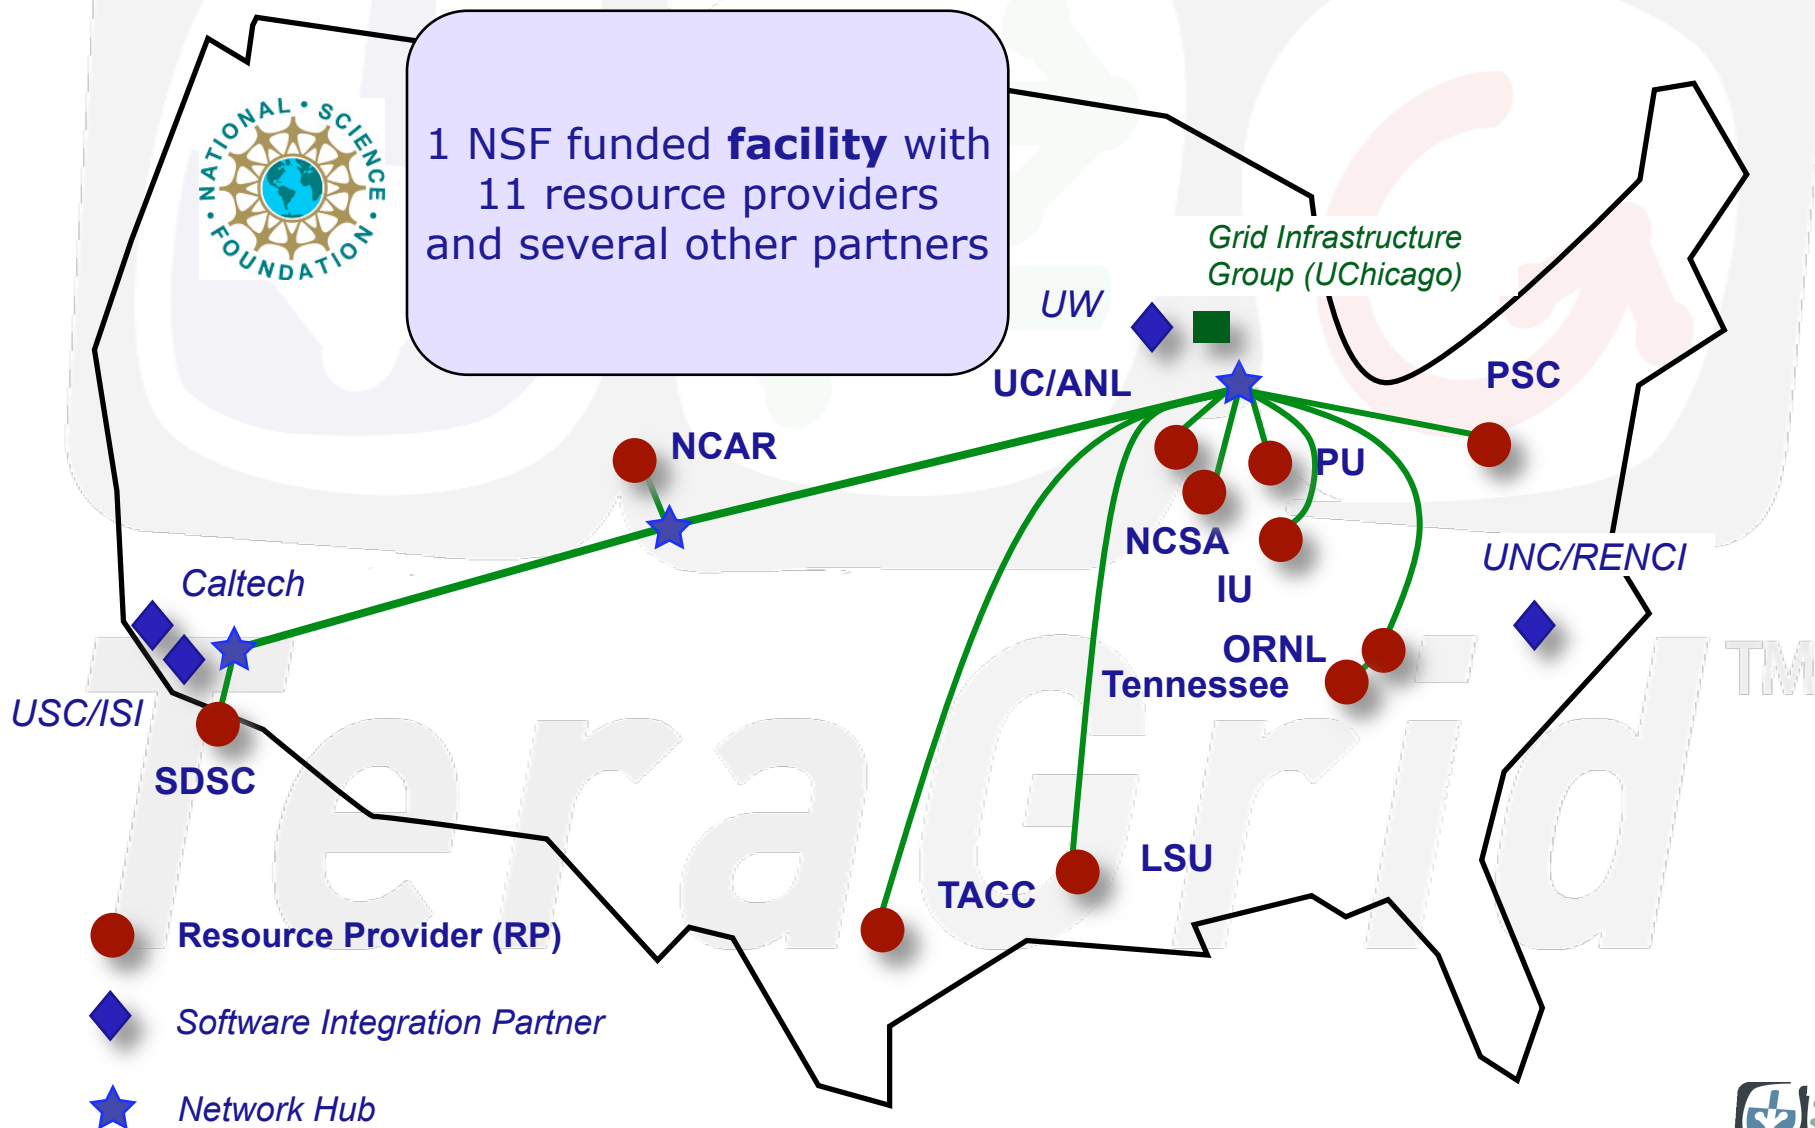 NATIONAL • SCIENCE • FOUNDATION •
1 NSF funded facility with
11 resource providers
and several other partners
Grid Infrastructure
Group (UChicago)
UW
UC/ANL
PSC
NCAR
PU
NCSA
UNC/RENCI
Caltech
IU
ORNL
Tennessee
USC/ISI
SDSC
LSU
TACC
Resource Provider (RP)
Software Integration Partner
Network Hub
TeraGrid™